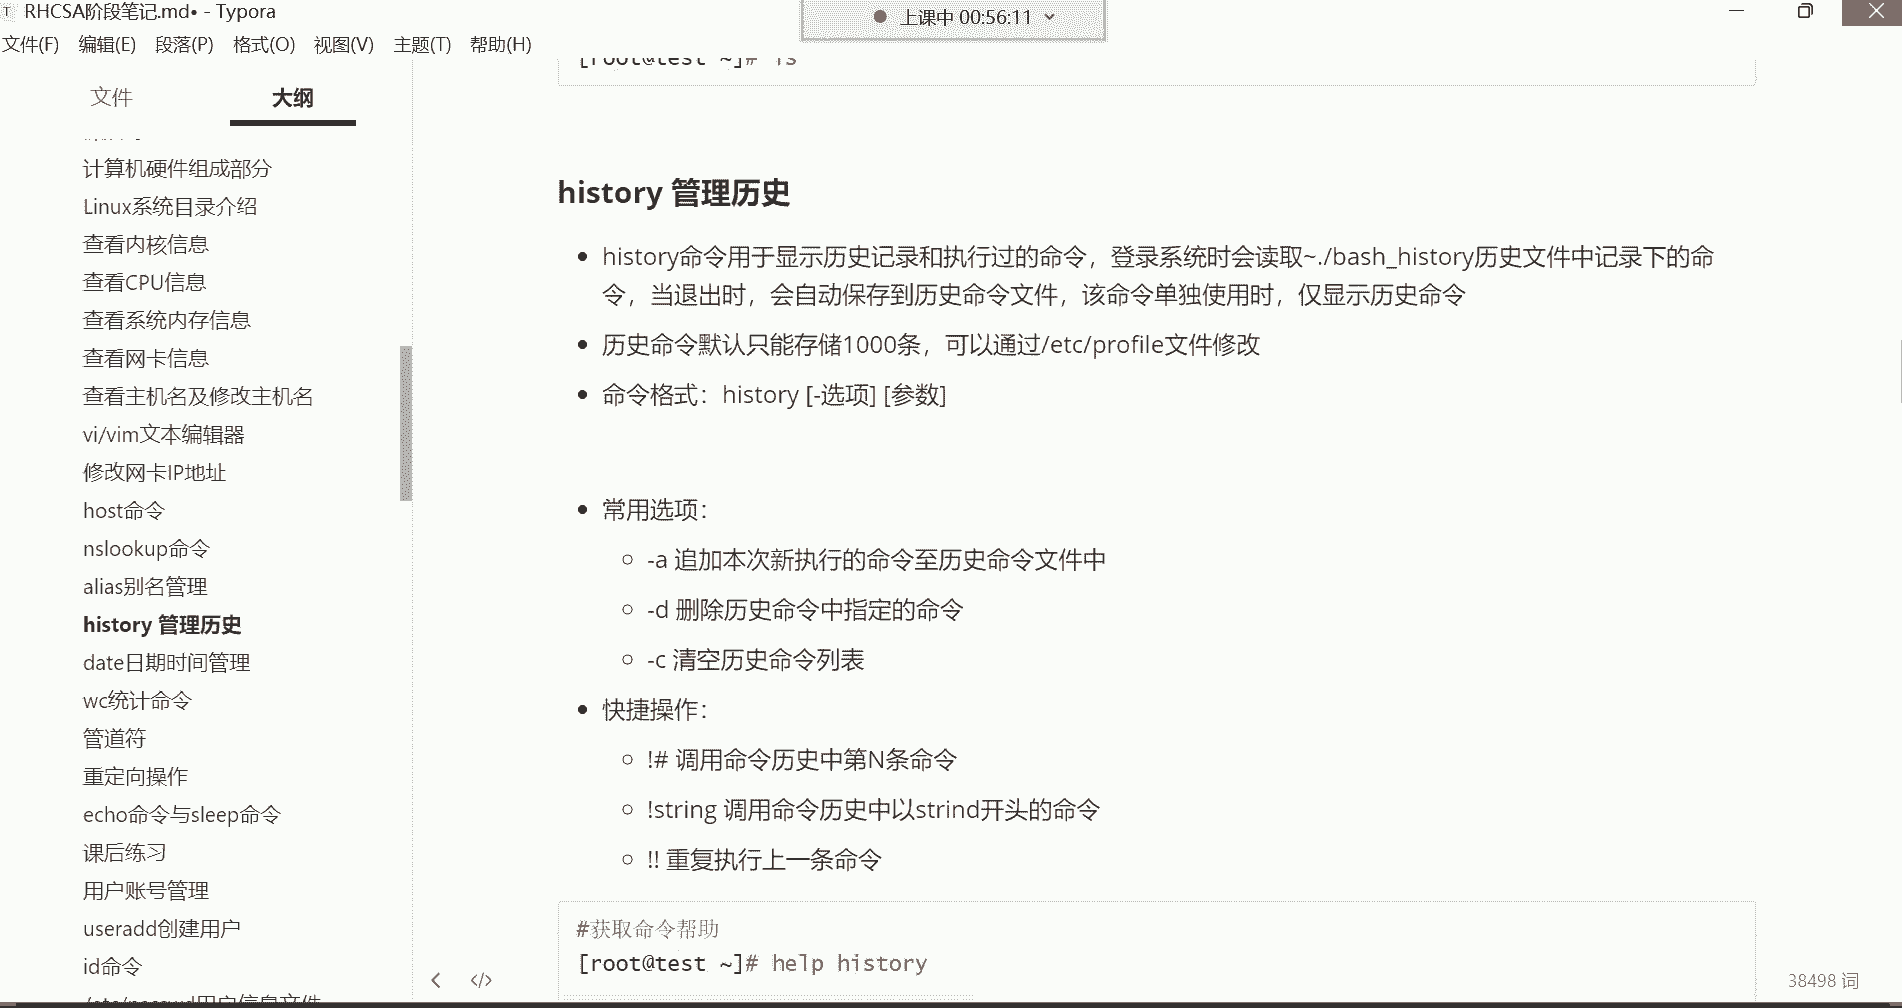 RHCSA阶段笔记.md• - Typora
上课中 00:56:11
文件(F) 编辑(E) 段落(P) 格式(O) 视图(V) 主题(T) 帮助(H)
文件 大纲
计算机硬件组成部分
Linux系统目录介绍
查看内核信息
查看CPU信息
查看系统内存信息
查看网卡信息
查看主机名及修改主机名
vi/vim文本编辑器
修改网卡IP地址
host命令
nslookup命令
alias别名管理
history 管理历史
date日期时间管理
wc统计命令
管道符
重定向操作
echo命令与sleep命令
课后练习
用户账号管理
useradd创建用户
id命令
/etc/passwd用户信息文件
[root@test ~]# ls
history 管理历史
history命令用于显示历史记录和执行过的命令，登录系统时会读取~./bash_history历史文件中记录下的命
令，当退出时，会自动保存到历史命令文件，该命令单独使用时，仅显示历史命令
历史命令默认只能存储1000条，可以通过/etc/profile文件修改
命令格式：history [-选项] [参数]
常用选项：
-a 追加本次新执行的命令至历史命令文件中
-d 删除历史命令中指定的命令
-c 清空历史命令列表
快捷操作：
!# 调用命令历史中第N条命令
!string 调用命令历史中以strind开头的命令
!! 重复执行上一条命令
#获取命令帮助
[root@test ~]# help history
38498 词